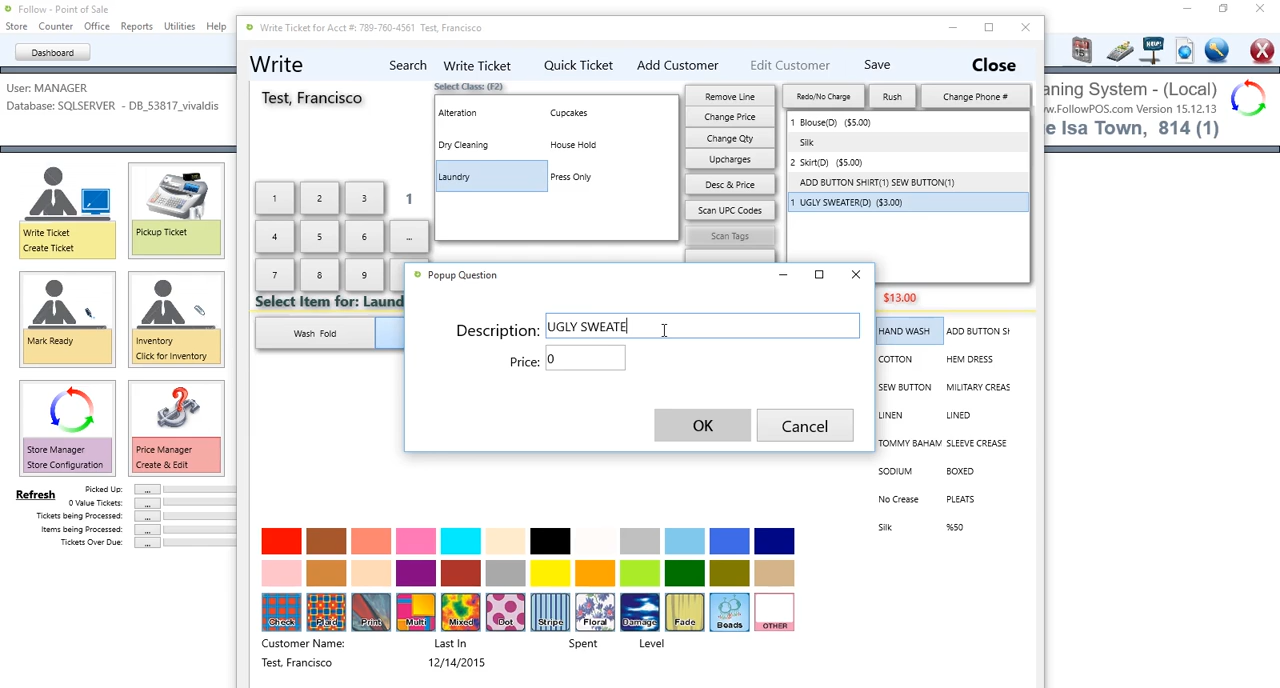 Follow - Point of Sale
Store Counter Office Reports Utilities Help
Dashboard
User: MANAGER
Database: SQLSERVER - DB_53817_vivaldis
Write Ticket
Create Ticket
Pickup Ticket
Mark Ready
Inventory
Click for Inventory
Store Manager
Store Configuration
Price Manager
Create & Edit
Refresh
Picked Up: ...
0 Value Tickets: ...
Tickets being Processed: ...
Items being Processed: ...
Tickets Over Due: ...
Write Ticket for Acct #: 789-760-4561 Test, Francisco
Write Search Write Ticket Quick Ticket Add Customer Edit Customer Save Close
Test, Francisco
Select Class: (F2)
Alteration Cupcakes
Dry Cleaning House Hold
Laundry Press Only
1 2 3 1
4 5 6 ...
7 8 9
Remove Line
Change Price
Change Qty
Upcharges
Desc & Price
Scan UPC Codes
Scan Tags
Redo/No Charge Rush Change Phone #
1 Blouse(D) ($5.00)
Silk
2 Skirt(D) ($5.00)
ADD BUTTON SHIRT(1) SEW BUTTON(1)
1 UGLY SWEATER(D) ($3.00)
$13.00
Select Item for: Laund
Wash Fold
Popup Question
Description: UGLY SWEATE
Price: 0
OK Cancel
HAND WASH ADD BUTTON SH
COTTON HEM DRESS
SEW BUTTON MILITARY CREAS
LINEN LINED
TOMMY BAHAM SLEEVE CREASE
SODIUM BOXED
No Crease PLEATS
Silk %50
Check Plaid Print Multi Mixed Dot Stripe Floral Damage Fade Beads OTHER
Customer Name: Last In Spent Level
Test, Francisco 12/14/2015
15 HELP!
aning System - (Local)
w.FollowPOS.com Version 15.12.13
e Isa Town, 814 (1)